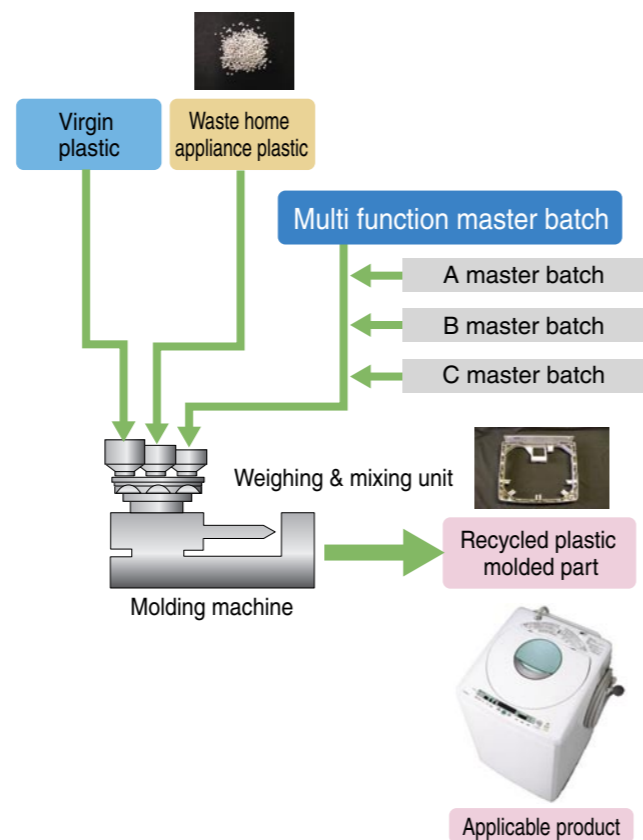 Virgin
plastic
Waste home
appliance plastic
Multi function master batch
A master batch
B master batch
C master batch
Weighing & mixing unit
Recycled plastic
molded part
Molding machine
Applicable product